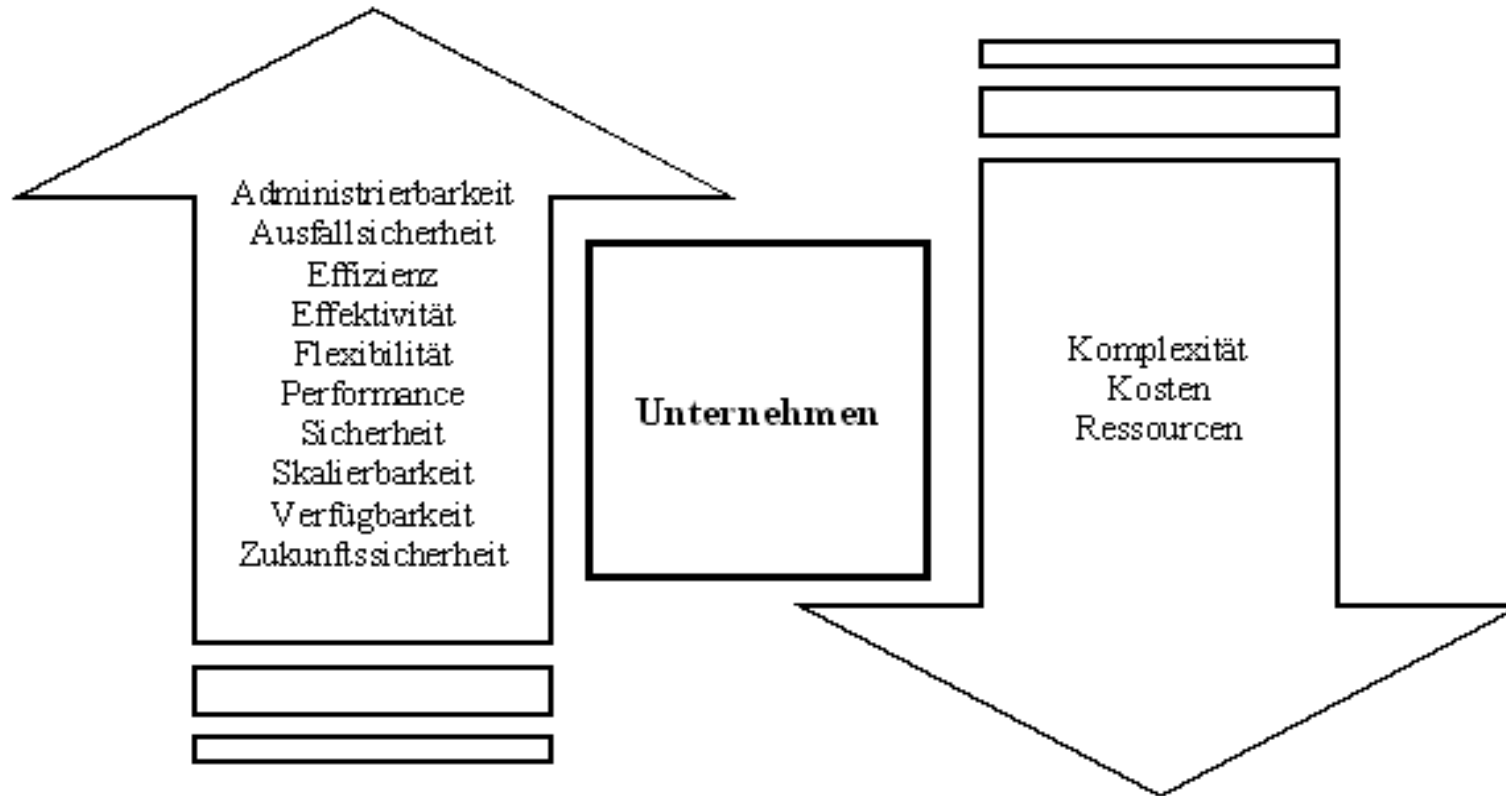 Administrierbarkeit
Ausfallsicherheit
Effizienz
Effektivität
Flexibilität
Performance
Sicherheit
Skalierbarkeit
Verfügbarkeit
Zukunftssicherheit
Unternehmen
Komplexität
Kosten
Ressourcen